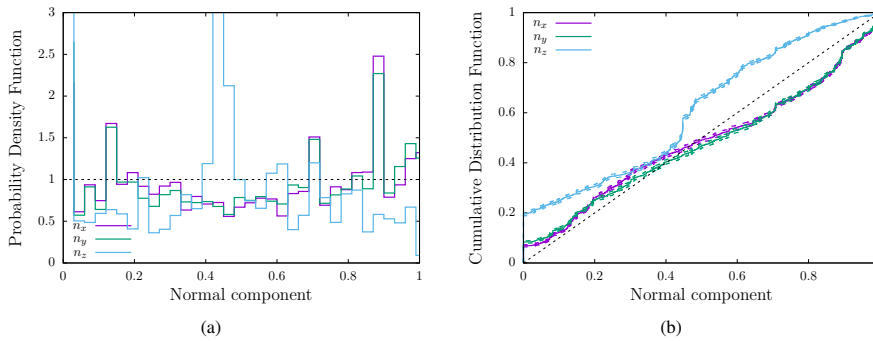 Probability Density Function
3
2.5
2
1.5
1
0.5
0
n_x
n_y
n_z
0 0.2 0.4 0.6 0.8 1
Normal component
(a)
Cumulative Distribution Function
1
0.8
0.6
0.4
0.2
0
n_x
n_y
n_z
0 0.2 0.4 0.6 0.8
Normal component
(b)